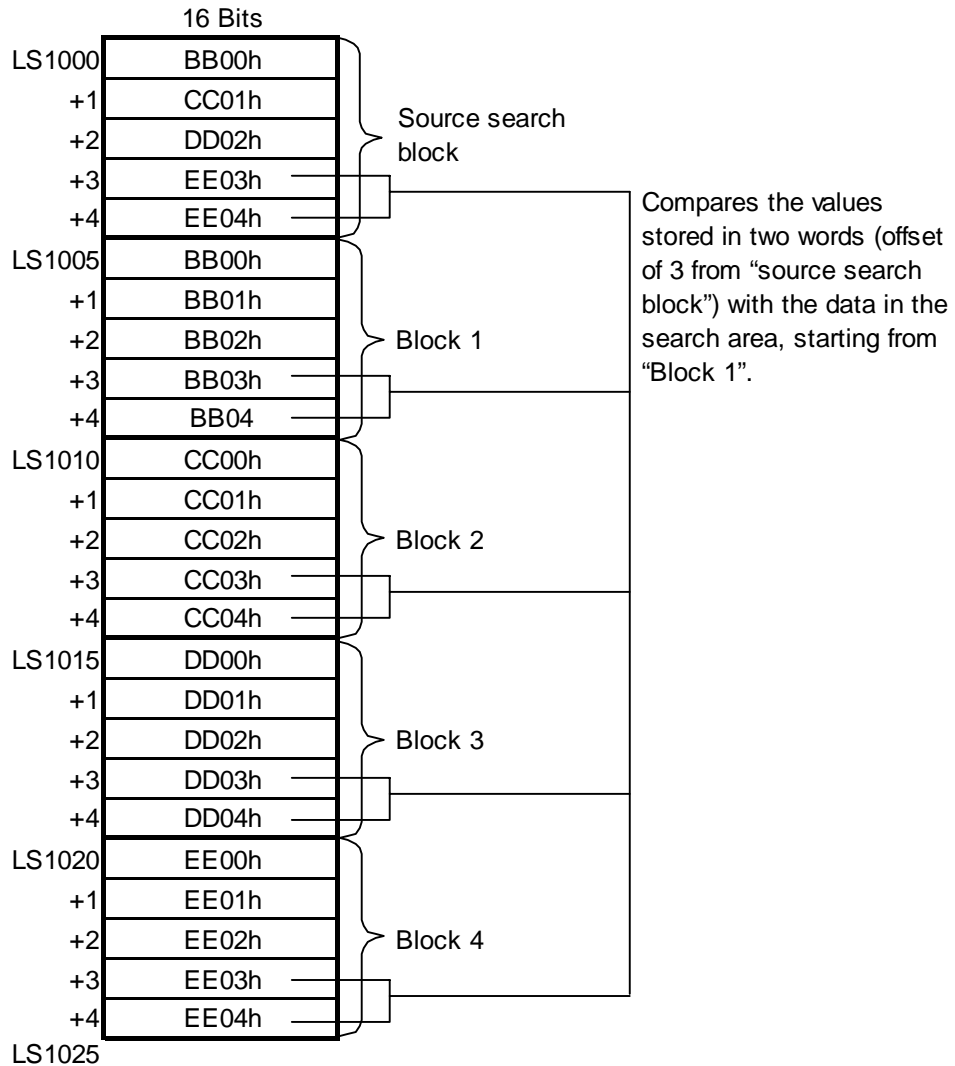 16 Bits
LS1000 BB00h
+1 CC01h
+2 DD02h
+3 EE03h
+4 EE04h
Source search
block
LS1005 BB00h
+1 BB01h
+2 BB02h
+3 BB03h
+4 BB04
Block 1
LS1010 CC00h
+1 CC01h
+2 CC02h
+3 CC03h
+4 CC04h
Block 2
LS1015 DD00h
+1 DD01h
+2 DD02h
+3 DD03h
+4 DD04h
Block 3
LS1020 EE00h
+1 EE01h
+2 EE02h
+3 EE03h
+4 EE04h
Block 4
LS1025
Compares the values
stored in two words (offset
of 3 from “source search
block”) with the data in the
search area, starting from
“Block 1”.